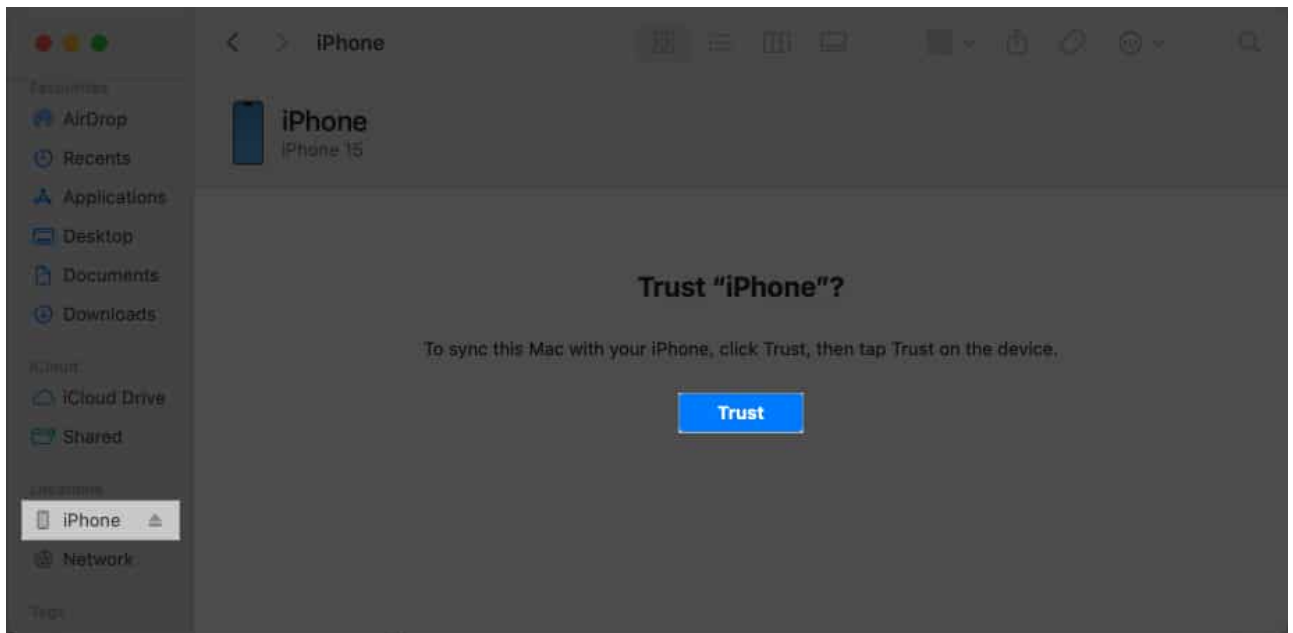 iPhone
Favourites
AirDrop
Recents
Applications
Desktop
Documents
Downloads
iCloud
iCloud Drive
Shared
Locations
iPhone
Network
Tags
iPhone
iPhone 15
Trust “iPhone”?
To sync this Mac with your iPhone, click Trust, then tap Trust on the device.
Trust